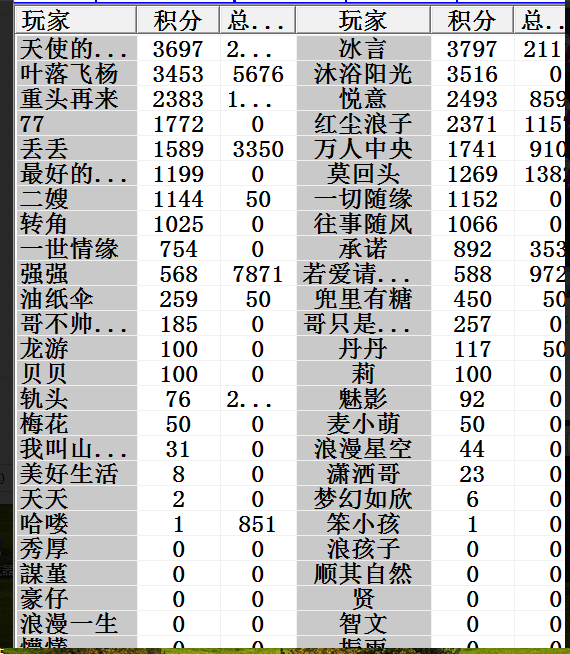 玩家 积分 总... 玩家 积分 总...
天使的... 3697 2... 冰言 3797 211
叶落飞杨 3453 5676 沐浴阳光 3516 0
重头再来 2383 1... 悦意 2493 859
77 1772 0 红尘浪子 2371 1157
丢丢 1589 3350 万人中央 1741 910
最好的... 1199 0 莫回头 1269 1382
二嫂 1144 50 一切随缘 1152 0
转角 1025 0 往事随风 1066 0
一世情缘 754 0 承诺 892 353
强强 568 7871 若爱请... 588 972
油纸伞 259 50 兜里有糖 450 50
哥不帅... 185 0 哥只是... 257 0
龙游 100 0 丹丹 117 50
贝贝 100 0 莉 100 0
轨头 76 2... 魅影 92 0
梅花 50 0 麦小萌 50 0
我叫山... 31 0 浪漫星空 44 0
美好生活 8 0 潇洒哥 23 0
天天 2 0 梦幻如欣 6 0
哈喽 1 851 笨小孩 1 0
秀厚 0 0 浪孩子 0 0
謀堇 0 0 顺其自然 0 0
豪仔 0 0 贤 0 0
浪漫一生 0 0 智文 0 0
0 0 0 0